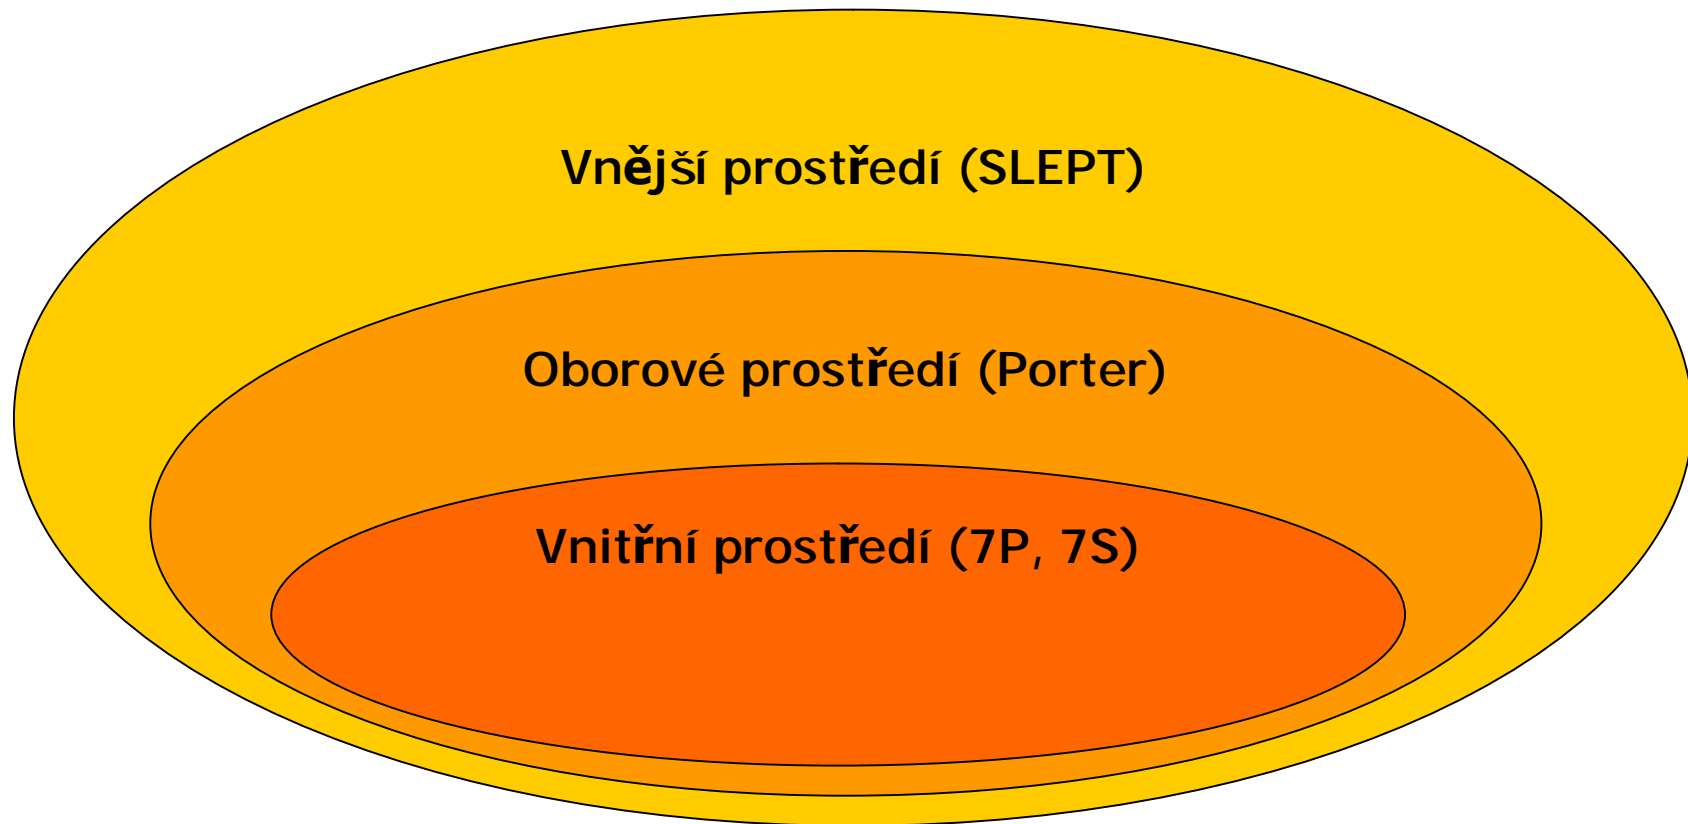 Vnější prostředí (SLEPT)
Oborové prostředí (Porter)
Vnitřní prostředí (7P, 7S)